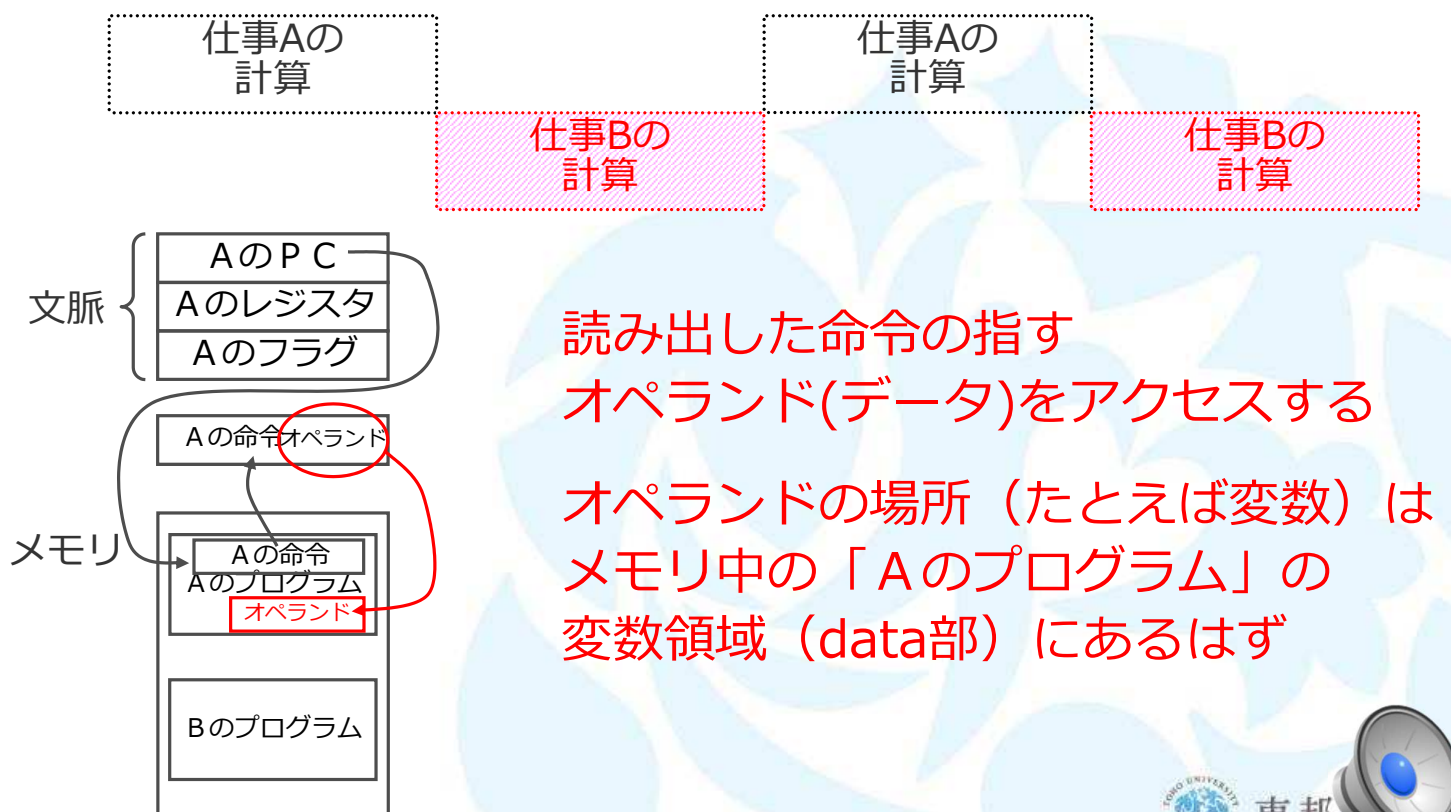 仕事Aの
計算
仕事Aの
計算
仕事Bの
計算
仕事Bの
計算
文脈
AのPC
Aのレジスタ
Aのフラグ
Aの命令オペランド
メモリ
Aの命令
Aのプログラム
オペランド
Bのプログラム
読み出した命令の指す
オペランド(データ)をアクセスする
オペランドの場所（たとえば変数）は
メモリ中の「Aのプログラム」の
変数領域（data部）にあるはず
東邦